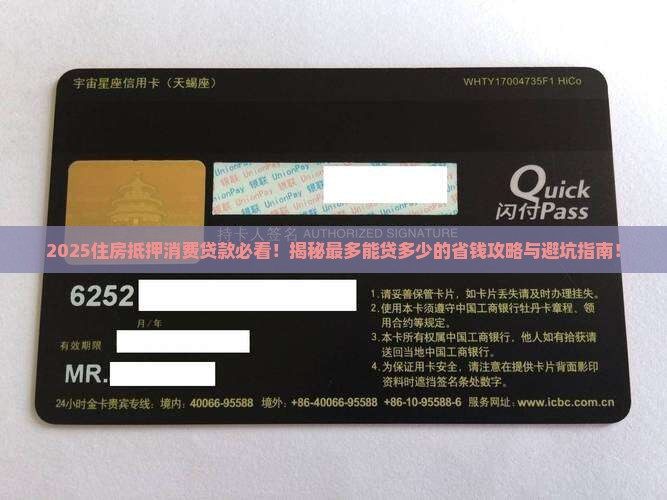 宇宙星座信用卡（天蝎座）
WHTY17004735F1 HiCo
UnionPay 银联 UnionPay 银联 UnionPay
Quick
闪付Pass
持卡人签名 AUTHORIZED SIGNATURE
2025住房抵押消费贷款必看！揭秘最多能贷多少的省钱攻略与避坑指南！
6252
月/年
有效期限
MR.
1.请妥善保管卡片，如卡片丢失请及时办理挂失。
2.使用本卡须遵守中国工商银行牡丹卡章程、领
用合约等规定。
3.本卡所有权属中国工商银行，他人如有拾获请
送回当地中国工商银行。
4.为保证用卡安全，请注意在提供卡片背面影印
资料时遮挡签名条处数字。
24小时金卡贵宾专线：境内：40066-95588 境外：+86-40066-95588 +86-10-95588-6 服务网址：www.icbc.com.cn